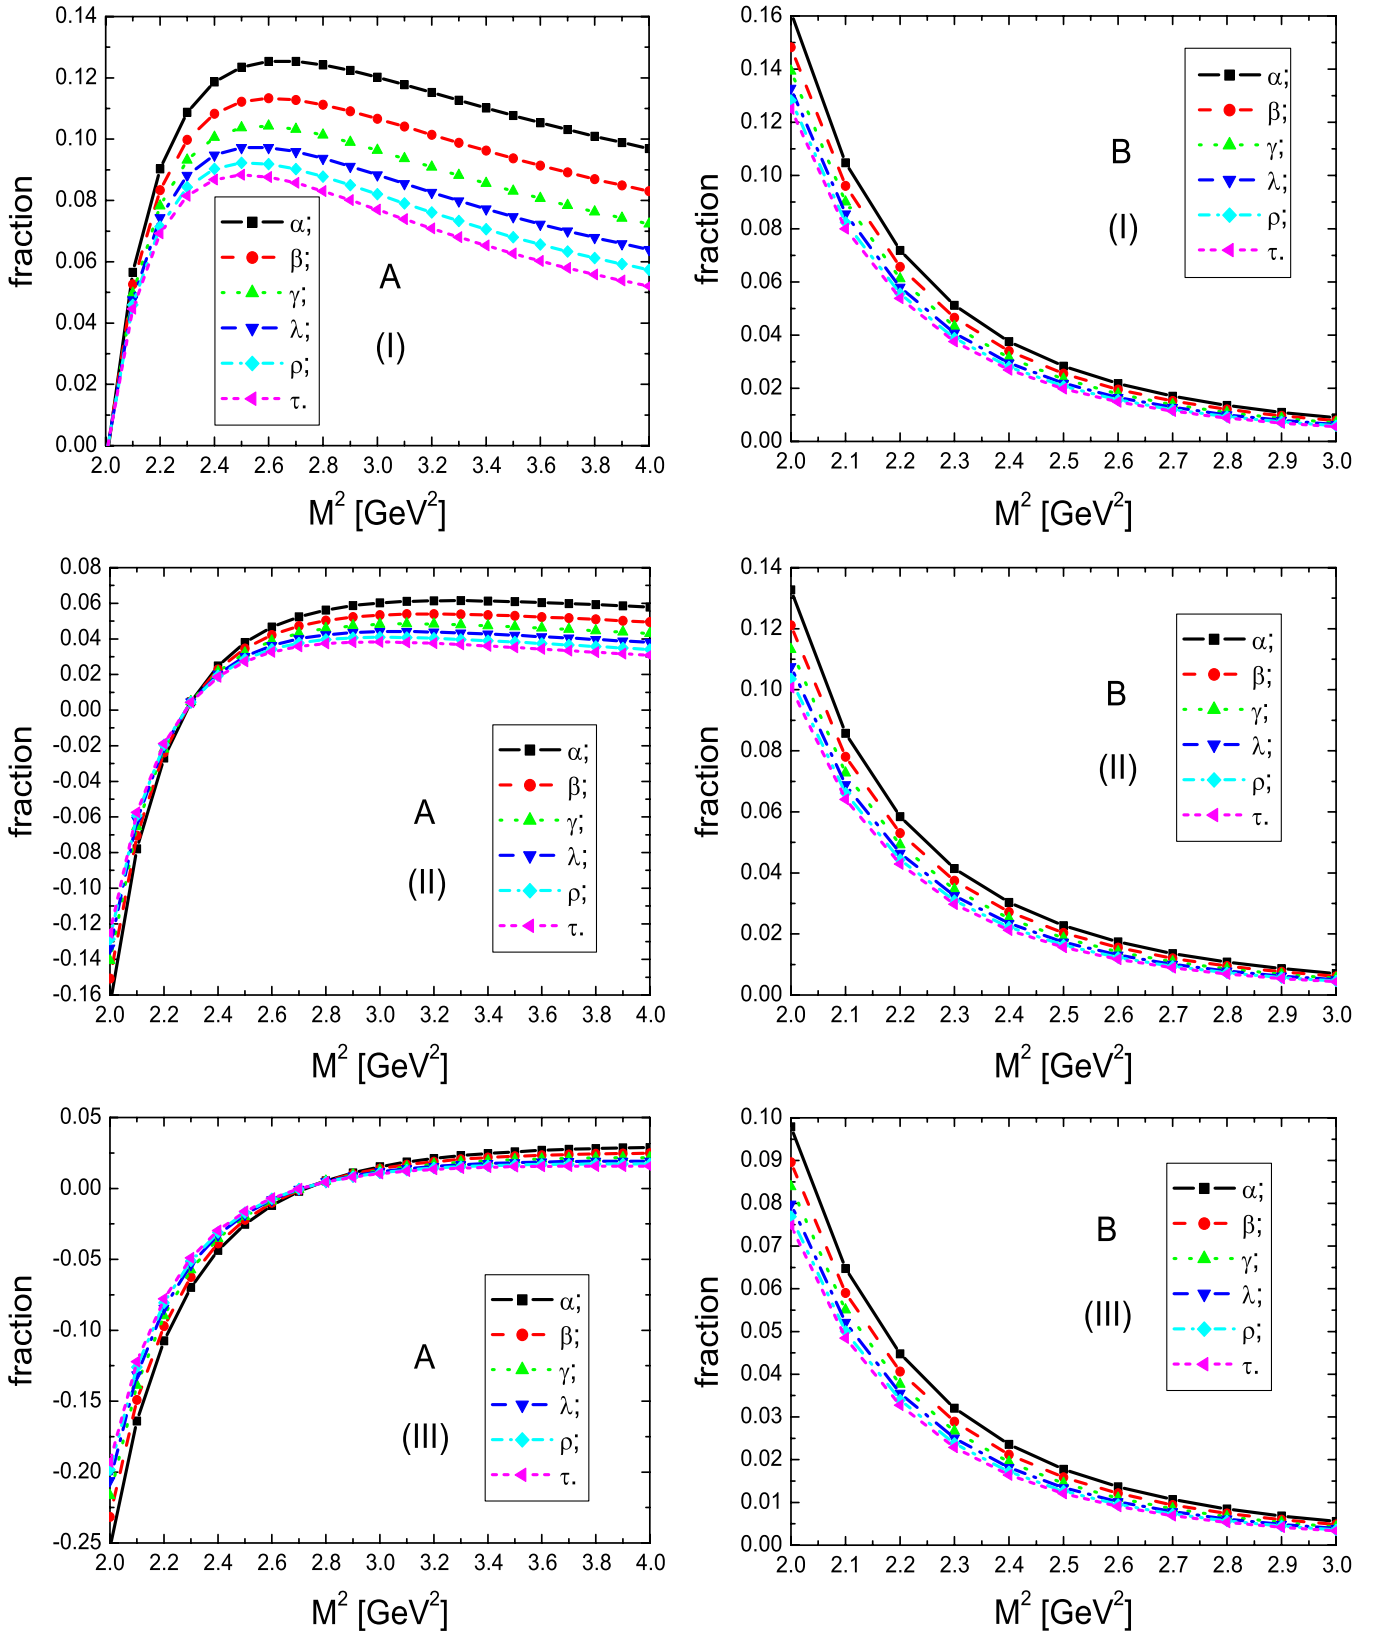 0.14
0.12
0.10
0.08
0.06
0.04
0.02
0.00
fraction
α;
β;
γ;
λ;
ρ;
τ.
A
(I)
2.0 2.2 2.4 2.6 2.8 3.0 3.2 3.4 3.6 3.8 4.0
M² [GeV²]
0.16
0.14
0.12
0.10
0.08
0.06
0.04
0.02
0.00
fraction
B
(I)
α;
β;
γ;
λ;
ρ;
τ.
2.0 2.1 2.2 2.3 2.4 2.5 2.6 2.7 2.8 2.9 3.0
M² [GeV²]
0.08
0.06
0.04
0.02
0.00
-0.02
-0.04
-0.06
-0.08
-0.10
-0.12
-0.14
-0.16
fraction
A
(II)
α;
β;
γ;
λ;
ρ;
τ.
2.0 2.2 2.4 2.6 2.8 3.0 3.2 3.4 3.6 3.8 4.0
M² [GeV²]
0.14
0.12
0.10
0.08
0.06
0.04
0.02
0.00
fraction
B
(II)
α;
β;
γ;
λ;
ρ;
τ.
2.0 2.1 2.2 2.3 2.4 2.5 2.6 2.7 2.8 2.9 3.0
M² [GeV²]
0.05
0.00
-0.05
-0.10
-0.15
-0.20
-0.25
fraction
A
(III)
α;
β;
γ;
λ;
ρ;
τ.
2.0 2.2 2.4 2.6 2.8 3.0 3.2 3.4 3.6 3.8 4.0
M² [GeV²]
0.10
0.09
0.08
0.07
0.06
0.05
0.04
0.03
0.02
0.01
0.00
fraction
B
(III)
α;
β;
γ;
λ;
ρ;
τ.
2.0 2.1 2.2 2.3 2.4 2.5 2.6 2.7 2.8 2.9 3.0
M² [GeV²]